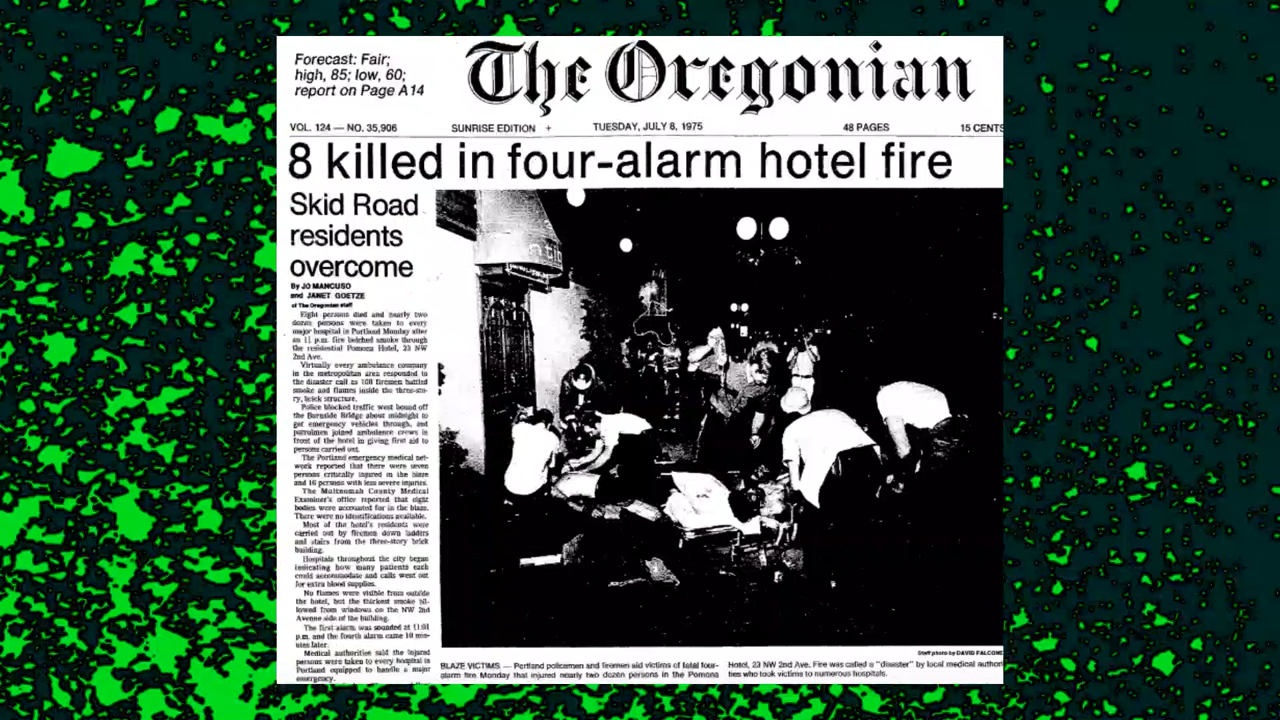 Forecast: Fair;
high, 85; low, 60;
report on Page A14
The Oregonian
VOL. 124 — NO. 35,906
SUNRISE EDITION +
TUESDAY, JULY 8, 1975
48 PAGES
15 CENTS
8 killed in four-alarm hotel fire
Skid Road
residents
overcome
By JO MANCUSO
and JANET GOETZE
of The Oregonian staff
Eight persons died and nearly two
dozen persons were taken to every
major hospital in Portland Monday after
an 11 p.m. fire belched smoke through
the residential Pomona Hotel, 23 NW
2nd Ave.
Virtually every ambulance company
in the metropolitan area responded to
the disaster call as 108 firemen battled
smoke and flames inside the three-sto-
ry, brick structure.
Police blocked traffic west bound off
the Burnside Bridge about midnight to
get emergency vehicles through, and
patrolmen joined ambulance crews in
front of the hotel in giving first aid to
persons carried out.
The Portland emergency medical net-
work reported that there were seven
persons critically injured in the blaze
and 16 persons with less severe injuries.
The Multnomah County Medical
Examiner's office reported that eight
bodies were accounted for in the blaze.
There were no identifications available.
Most of the hotel's residents were
carried out by firemen down ladders
and stairs from the three-story brick
building.
Hospitals throughout the city began
indicating how many patients each
could accommodate and calls went out
for extra blood supplies.
No flames were visible from outside
the hotel, but the thickest smoke bil-
lowed from windows on the NW 2nd
Avenue side of the building.
The first alarm was sounded at 11:01
p.m. and the fourth alarm came 10 min-
utes later.
Medical authorities said the injured
persons were taken to every hospital in
Portland equipped to handle a major
emergency.
Staff photo by DAVID FALCONE
BLAZE VICTIMS — Portland policemen and firemen aid victims of fatal four-
alarm fire Monday that injured nearly two dozen persons in the Pomona
Hotel, 23 NW 2nd Ave. Fire was called a "disaster" by local medical authori-
ties who took victims to numerous hospitals.